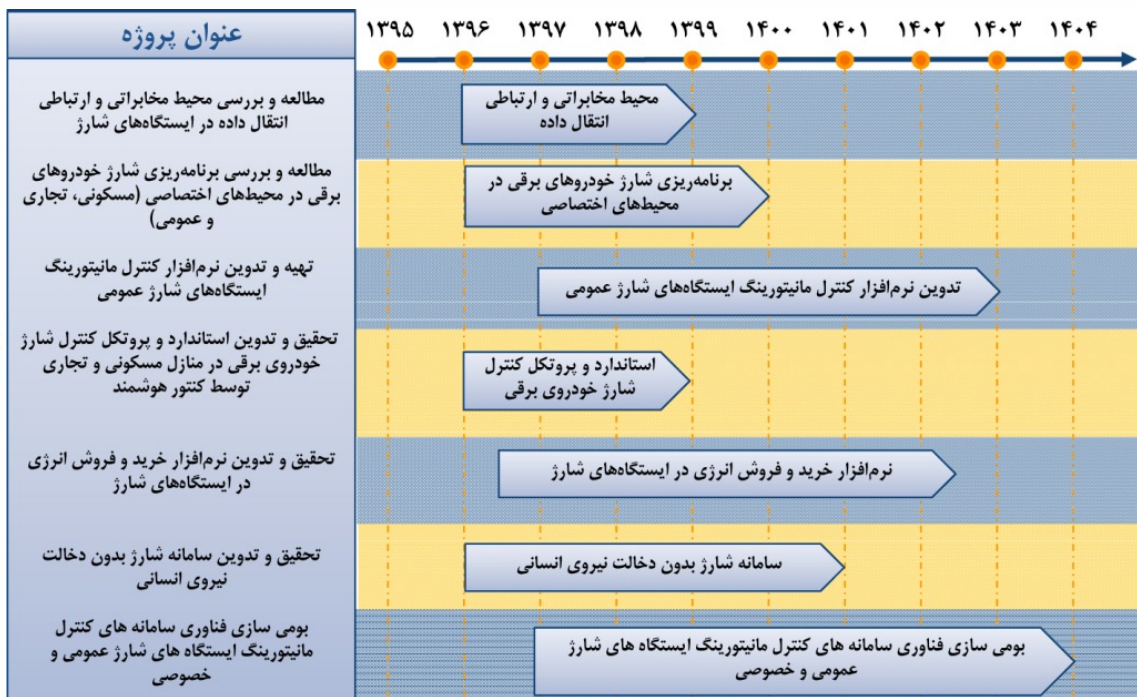 عنوان پروژه
۱۳۹۵ ۱۳۹۶ ۱۳۹۷ ۱۳۹۸ ۱۳۹۹ ۱۴۰۰ ۱۴۰۱ ۱۴۰۲ ۱۴۰۳ ۱۴۰۴
مطالعه و بررسی محیط مخابراتی و ارتباطی
انتقال داده در ایستگاه‌های شارژ
محیط مخابراتی و ارتباطی
انتقال داده
مطالعه و بررسی برنامه‌ریزی شارژ خودروهای
برقی در محیط‌های اختصاصی (مسکونی، تجاری
و عمومی)
برنامه‌ریزی شارژ خودروهای برقی در
محیط‌های اختصاصی
تهیه و تدوین نرم‌افزار کنترل مانیتورینگ
ایستگاه‌های شارژ عمومی
تدوین نرم‌افزار کنترل مانیتورینگ ایستگاه‌های شارژ عمومی
تحقیق و تدوین استاندارد و پروتکل کنترل شارژ
خودروی برقی در منازل مسکونی و تجاری
توسط کنتور هوشمند
استاندارد و پروتکل کنترل
شارژ خودروی برقی
تحقیق و تدوین نرم‌افزار خرید و فروش انرژی
در ایستگاه‌های شارژ
نرم‌افزار خرید و فروش انرژی در ایستگاه‌های شارژ
تحقیق و تدوین سامانه شارژ بدون دخالت
نیروی انسانی
سامانه شارژ بدون دخالت نیروی انسانی
بومی سازی فناوری سامانه های کنترل
مانیتورینگ ایستگاه های شارژ عمومی و
خصوصی
بومی سازی فناوری سامانه های کنترل مانیتورینگ ایستگاه های شارژ
عمومی و خصوصی